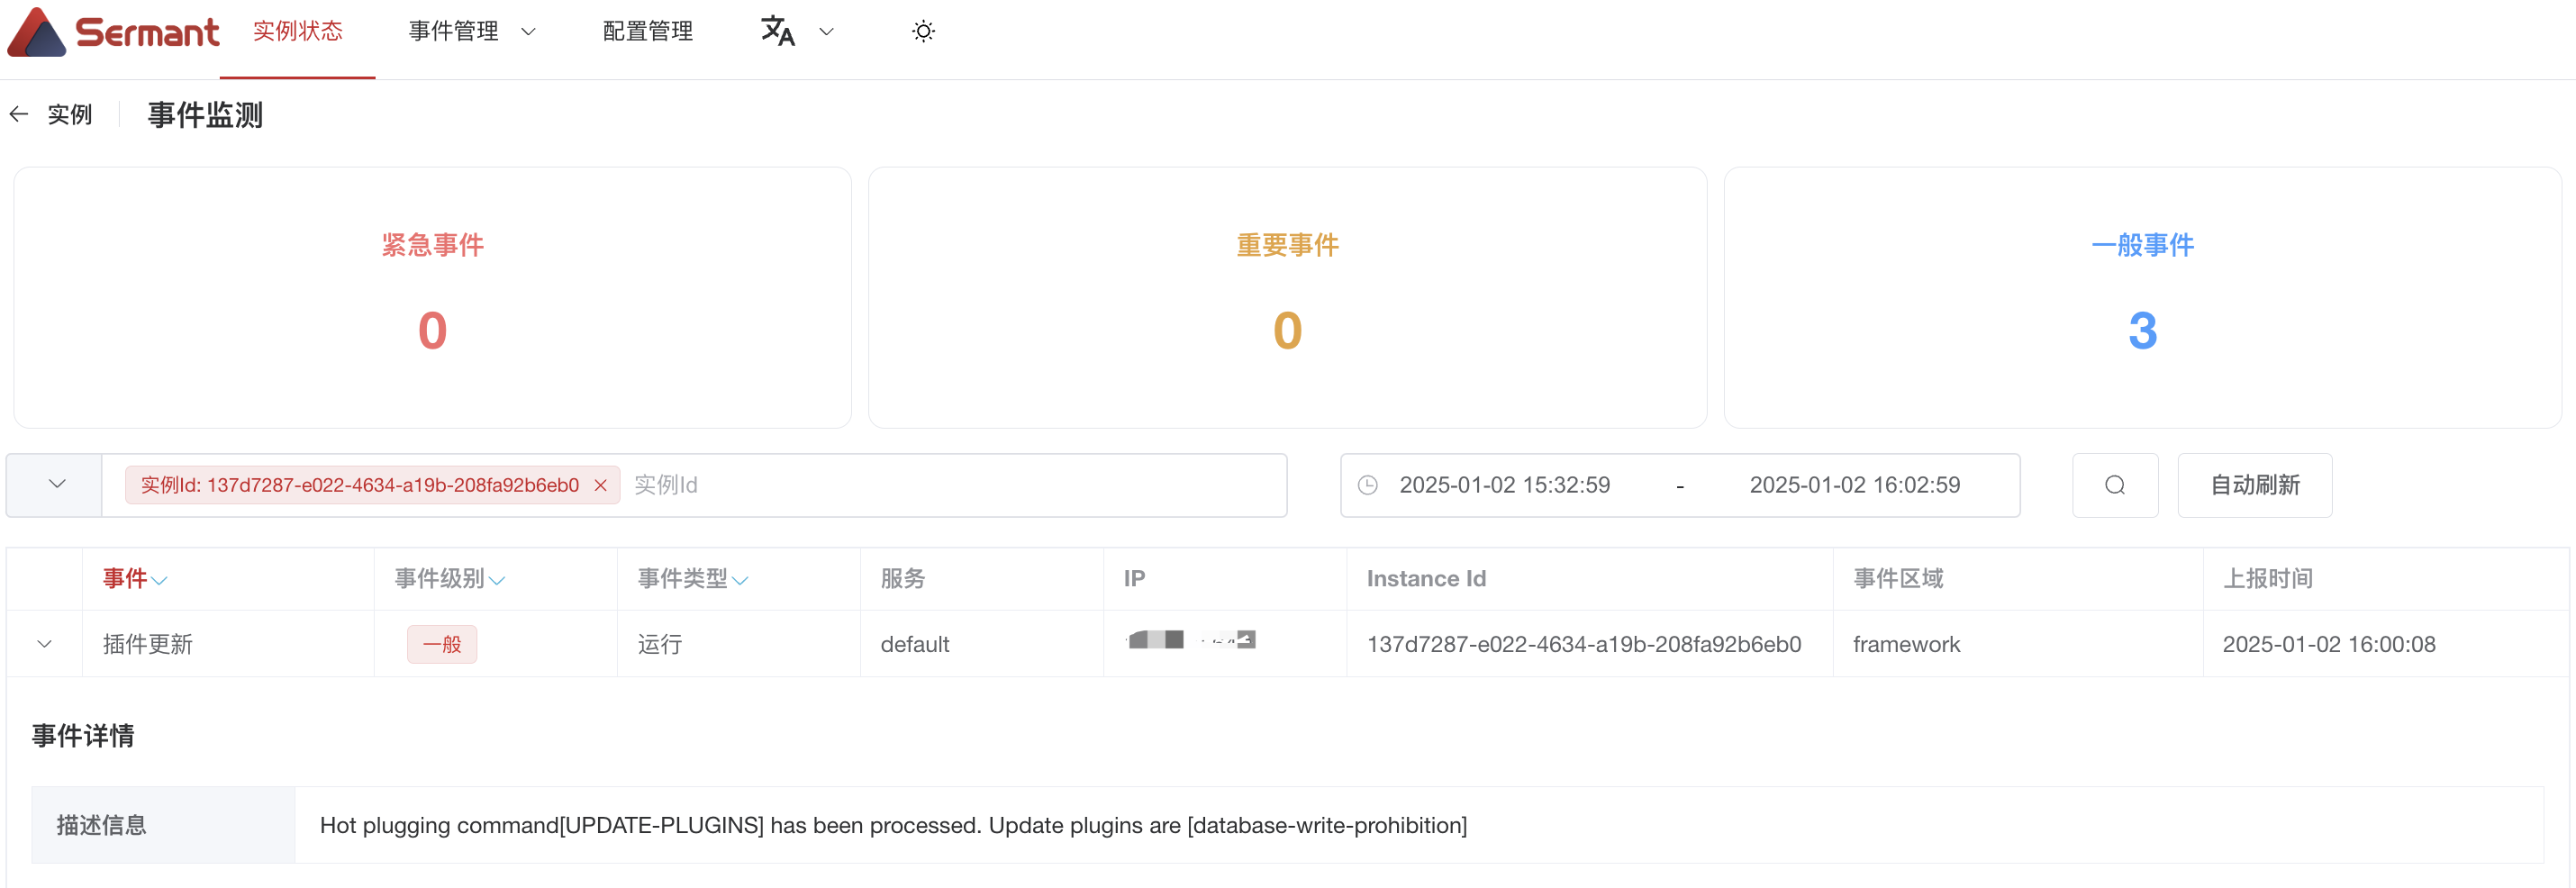 Sermant 实例状态 事件管理 配置管理
实例 事件监测
紧急事件 重要事件 一般事件
0 0 3
实例Id: 137d7287-e022-4634-a19b-208fa92b6eb0 实例Id 2025-01-02 15:32:59 - 2025-01-02 16:02:59 自动刷新
事件 事件级别 事件类型 服务 IP Instance Id 事件区域 上报时间
插件更新 一般 运行 default 137d7287-e022-4634-a19b-208fa92b6eb0 framework 2025-01-02 16:00:08
事件详情
描述信息 Hot plugging command[UPDATE-PLUGINS] has been processed. Update plugins are [database-write-prohibition]